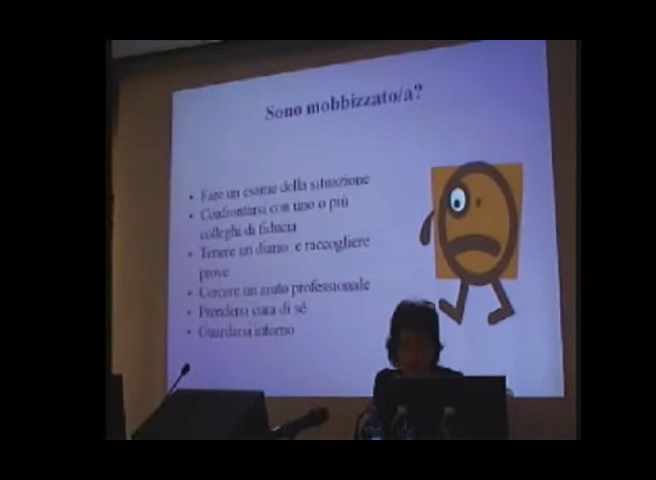 Sono mobbizzato/a?
• Fare un esame della situazione
• Confrontarsi con uno o più
colleghi di fiducia
• Tenere un diario e raccogliere
prove
• Cercare un aiuto professionale
• Prendersi cura di sé
• Guardarsi intorno